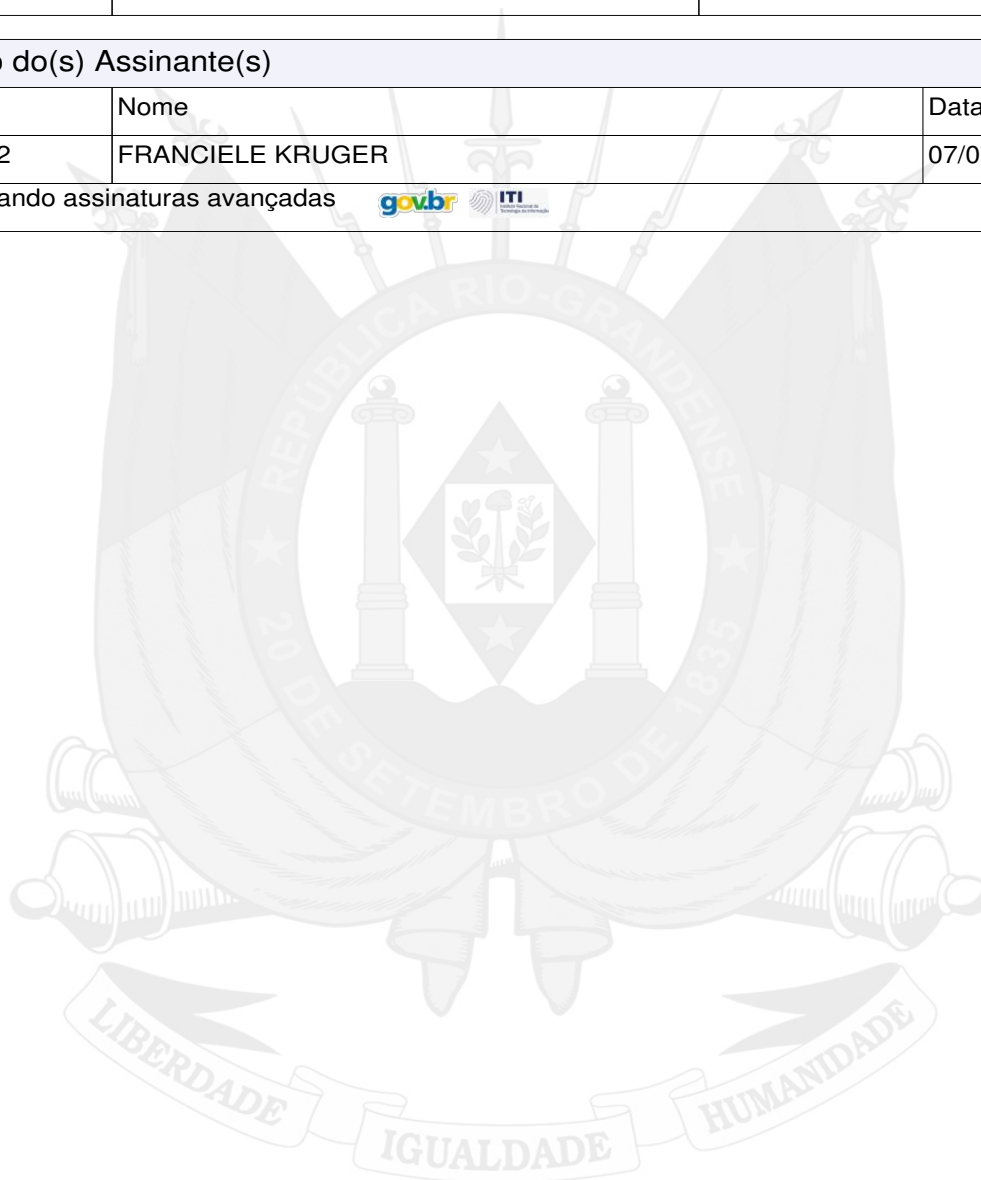 do(s) Assinante(s)
Nome
Data
2
FRANCIELE KRUGER
07/0
ando assinaturas avançadas
gov.br
ITI
REPÚBLICA RIO-GRANDENSE
20 DE SETEMBRO DE 1835
LIBERDADE
IGUALDADE
HUMANIDADE